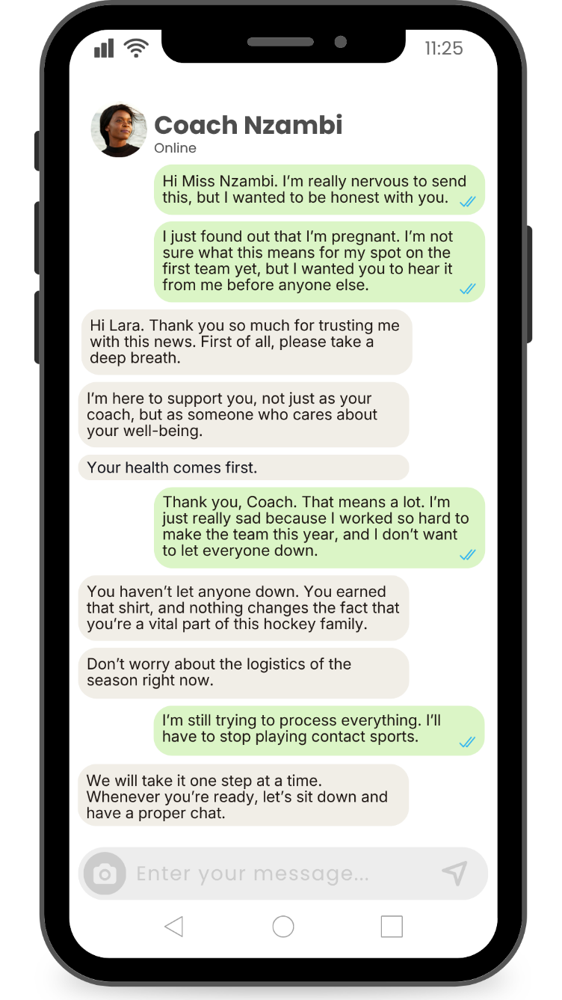 11:25
Coach Nzambi
Online
Hi Miss Nzambi. I’m really nervous to send
this, but I wanted to be honest with you.
I just found out that I’m pregnant. I’m not
sure what this means for my spot on the
first team yet, but I wanted you to hear it
from me before anyone else.
Hi Lara. Thank you so much for trusting me
with this news. First of all, please take a
deep breath.
I’m here to support you, not just as your
coach, but as someone who cares about
your well-being.
Your health comes first.
Thank you, Coach. That means a lot. I’m
just really sad because I worked so hard to
make the team this year, and I don’t want
to let everyone down.
You haven’t let anyone down. You earned
that shirt, and nothing changes the fact that
you’re a vital part of this hockey family.
Don’t worry about the logistics of the
season right now.
I’m still trying to process everything. I’ll
have to stop playing contact sports.
We will take it one step at a time.
Whenever you’re ready, let’s sit down and
have a proper chat.
Enter your message...